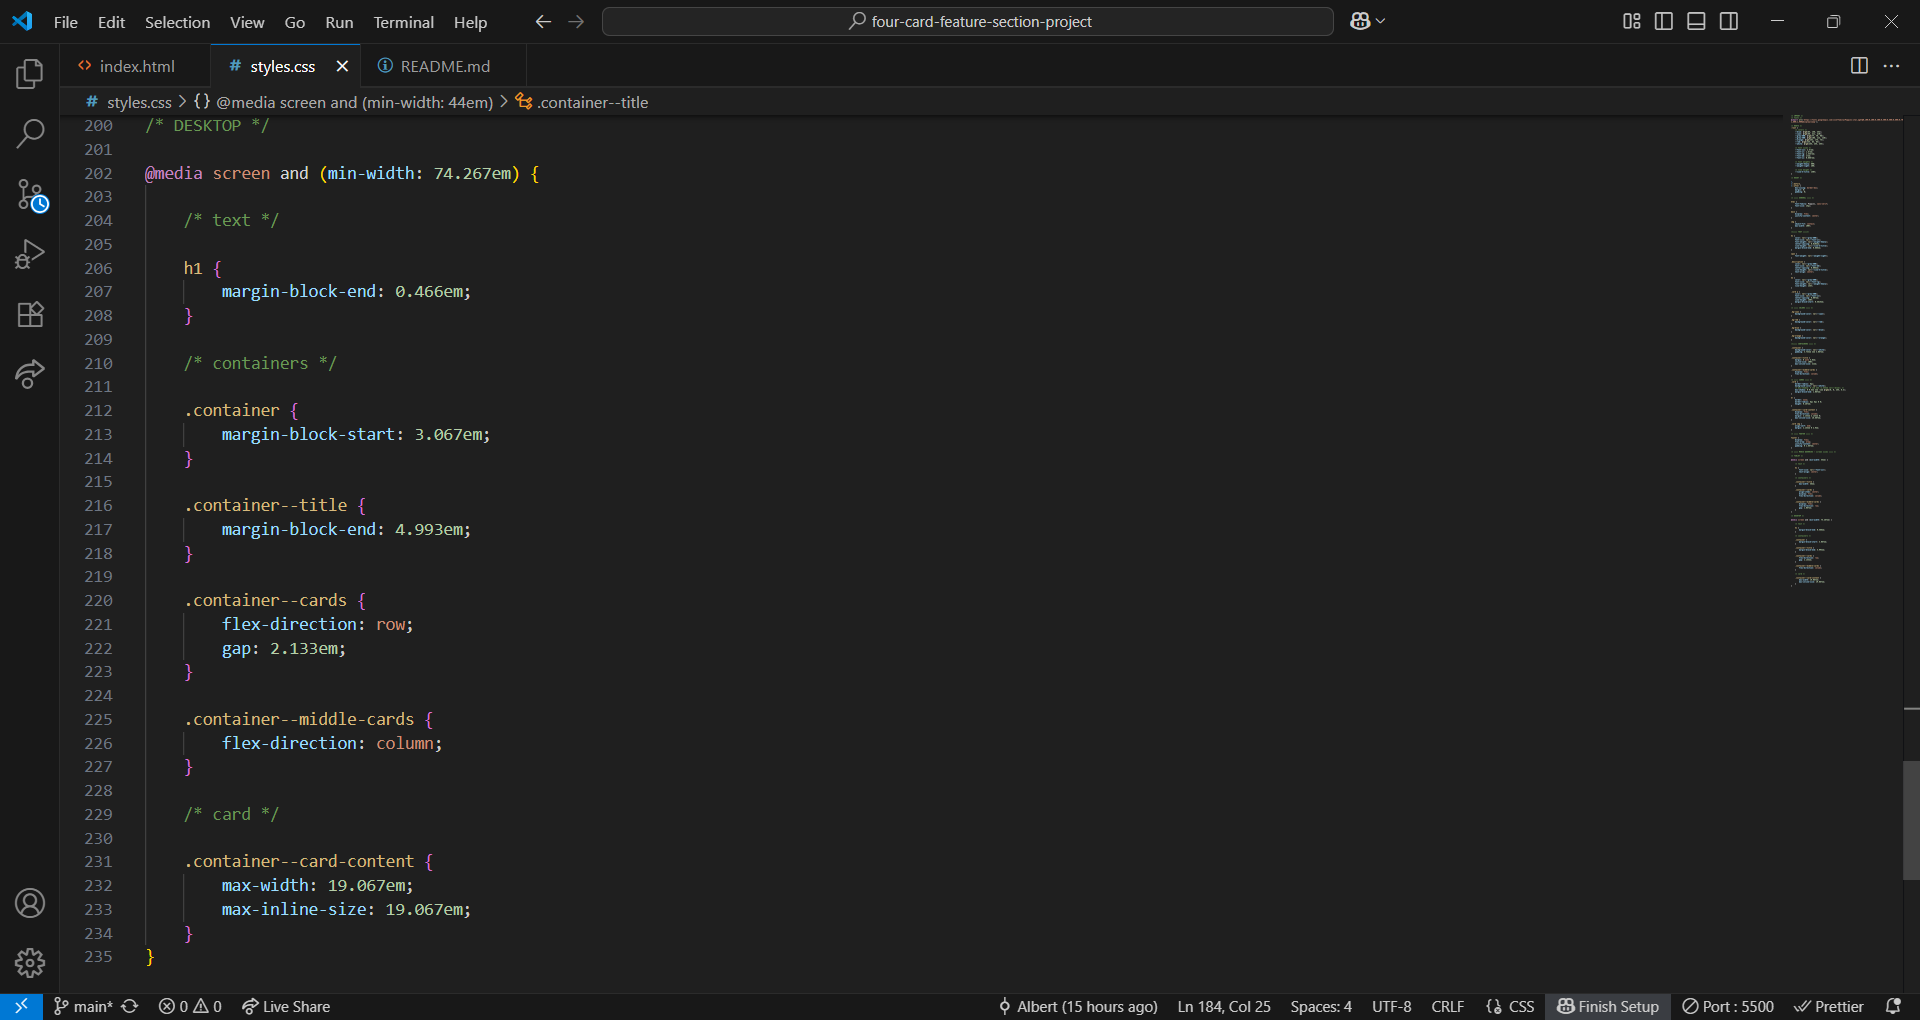 File Edit Selection View Go Run Terminal Help four-card-feature-section-project
index.html # styles.css README.md
# styles.css > {} @media screen and (min-width: 44em) > .container--title
200 /* DESKTOP */
201
202 @media screen and (min-width: 74.267em) {
203
204 /* text */
205
206 h1 {
207 margin-block-end: 0.466em;
208 }
209
210 /* containers */
211
212 .container {
213 margin-block-start: 3.067em;
214 }
215
216 .container--title {
217 margin-block-end: 4.993em;
218 }
219
220 .container--cards {
221 flex-direction: row;
222 gap: 2.133em;
223 }
224
225 .container--middle-cards {
226 flex-direction: column;
227 }
228
229 /* card */
230
231 .container--card-content {
232 max-width: 19.067em;
233 max-inline-size: 19.067em;
234 }
235 }
main* 0 0 Live Share Albert (15 hours ago) Ln 184, Col 25 Spaces: 4 UTF-8 CRLF {} CSS Finish Setup Port : 5500 Prettier